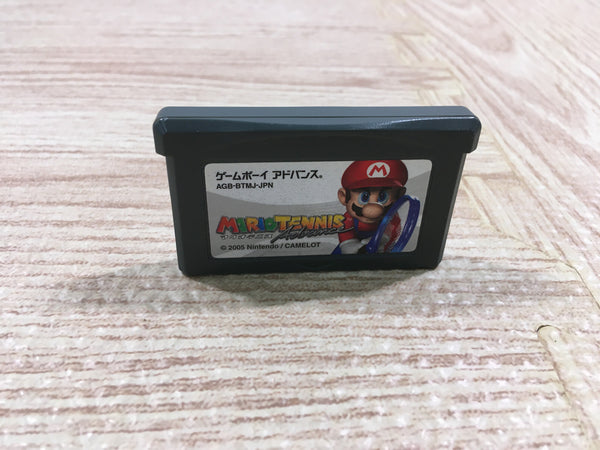 ゲームボーイ アドバンス®
AGB-BTMJ-JPN
M
MARIO TENNIS
Advance
© 2005 Nintendo / CAMELOT